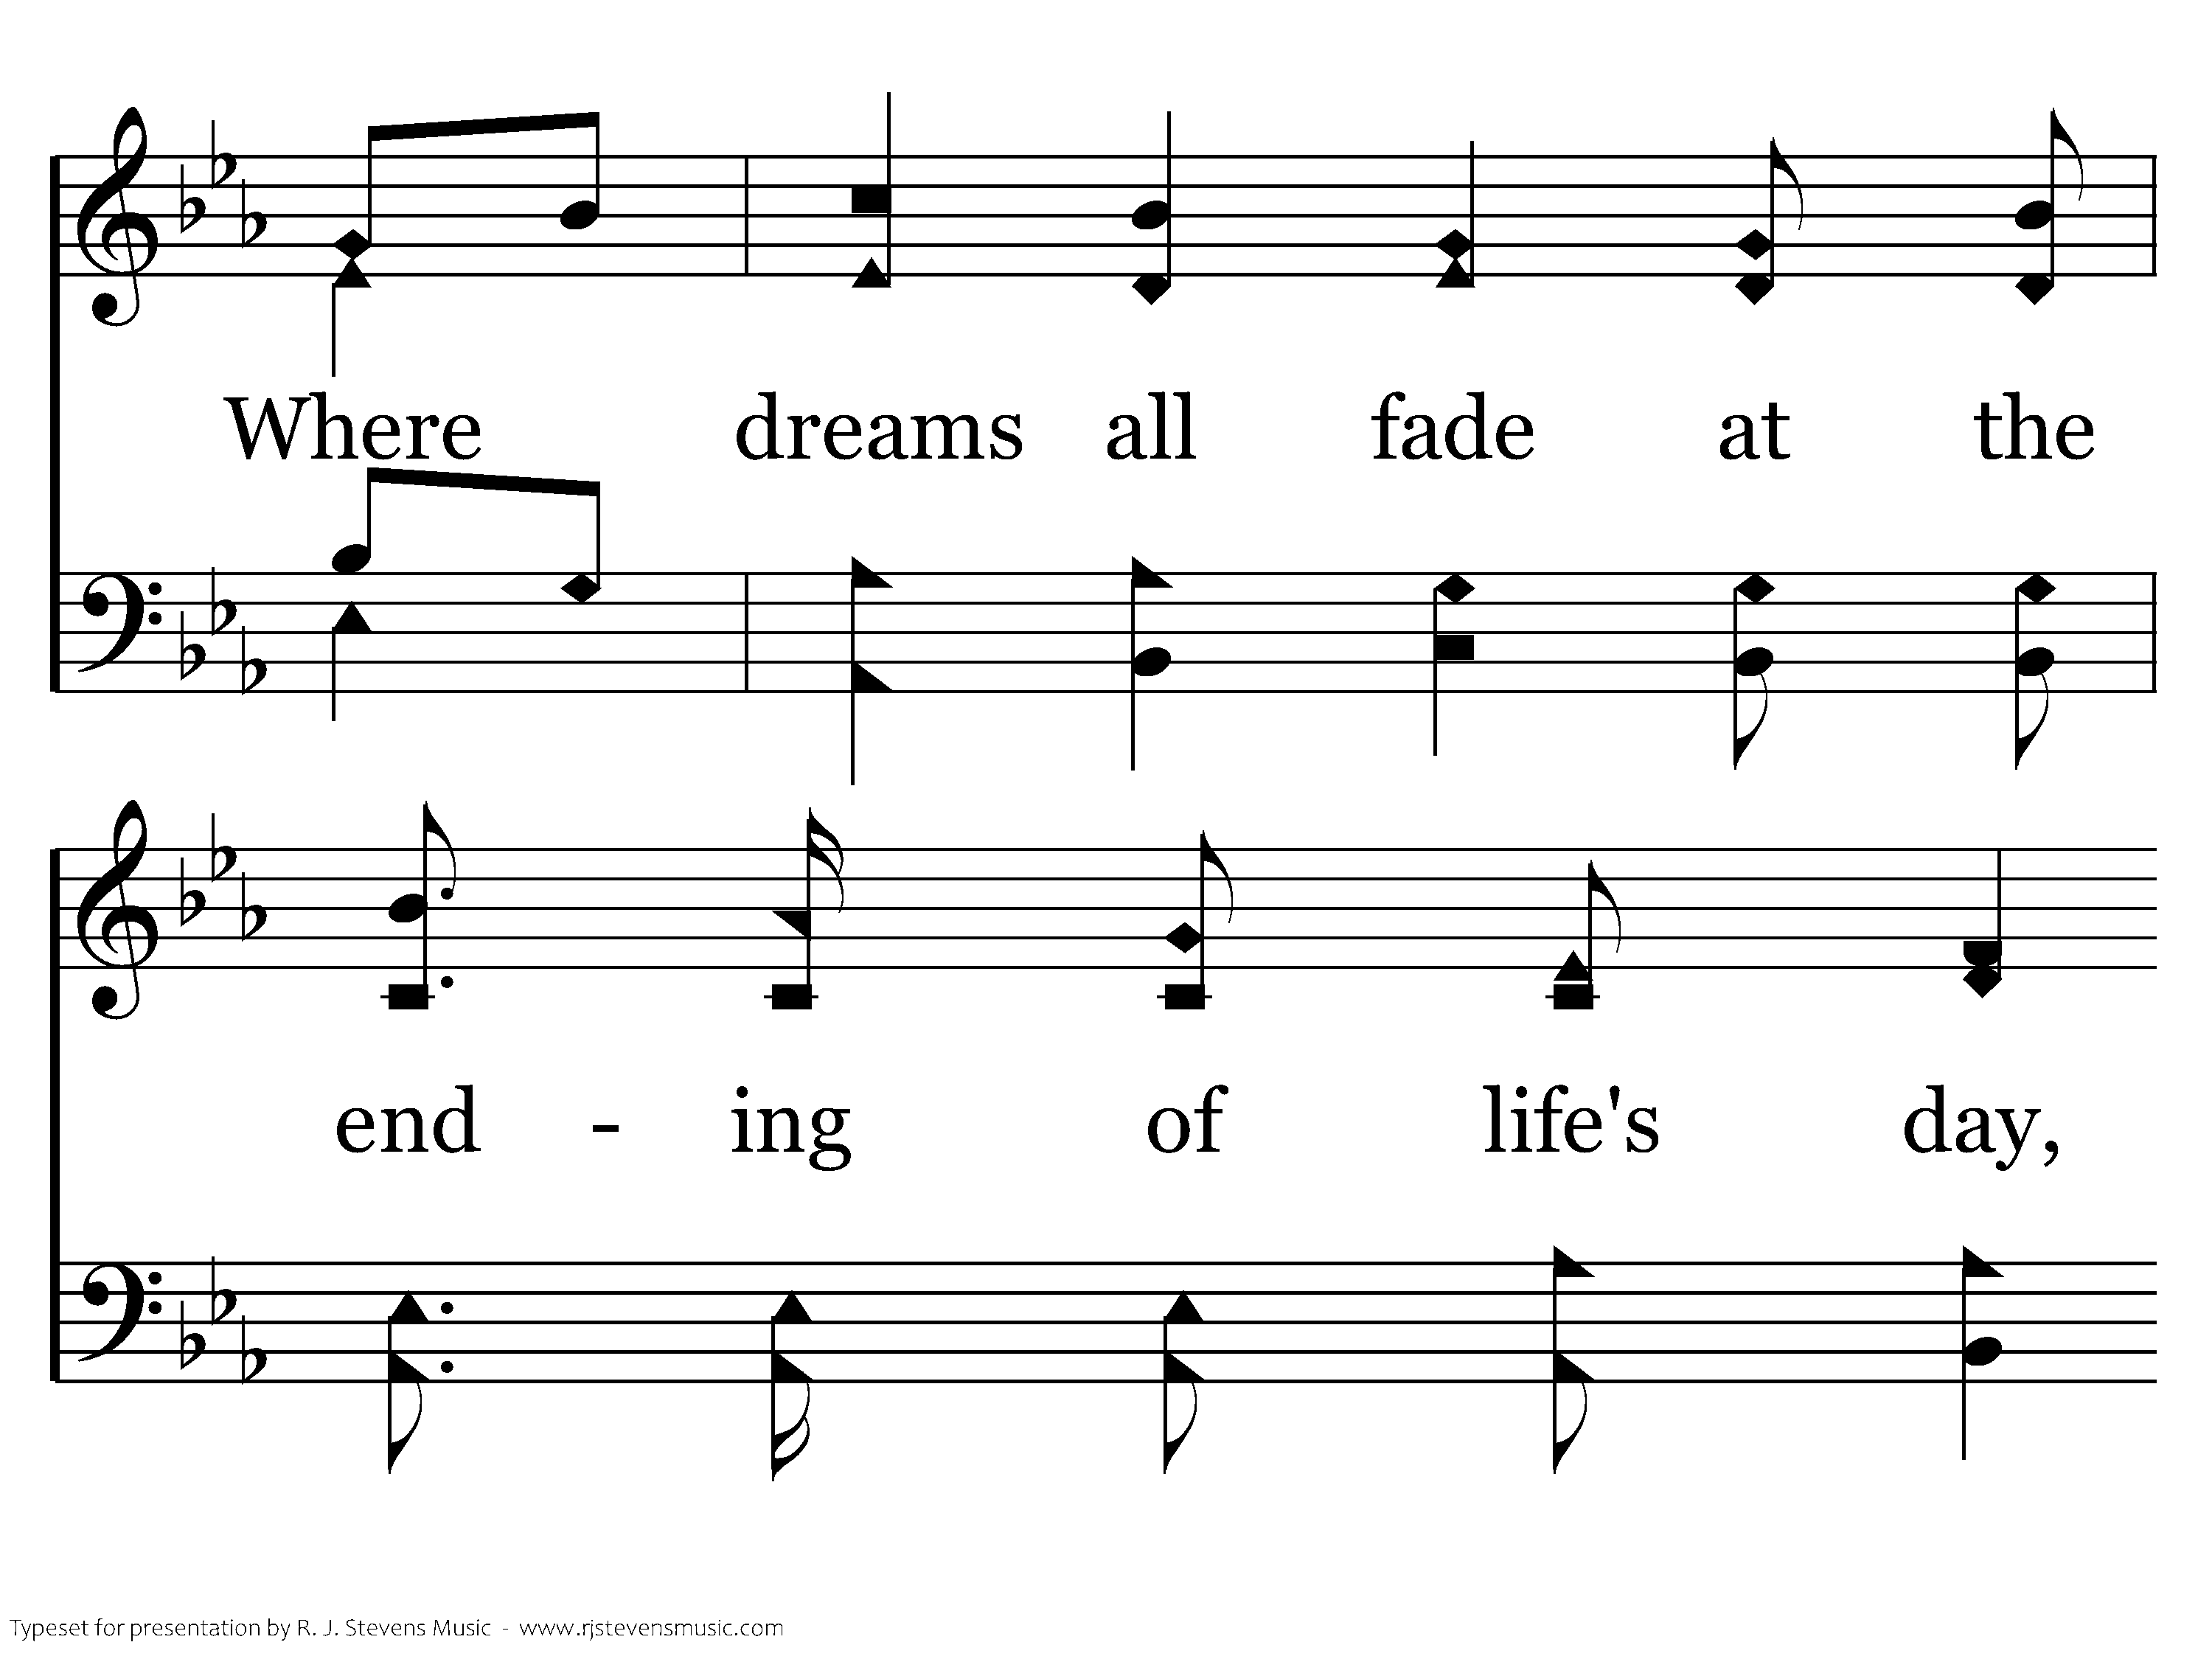 Where dreams all fade at the
end - ing of life's day,
Typeset for presentation by R. J. Stevens Music - www.rjstevensmusic.com